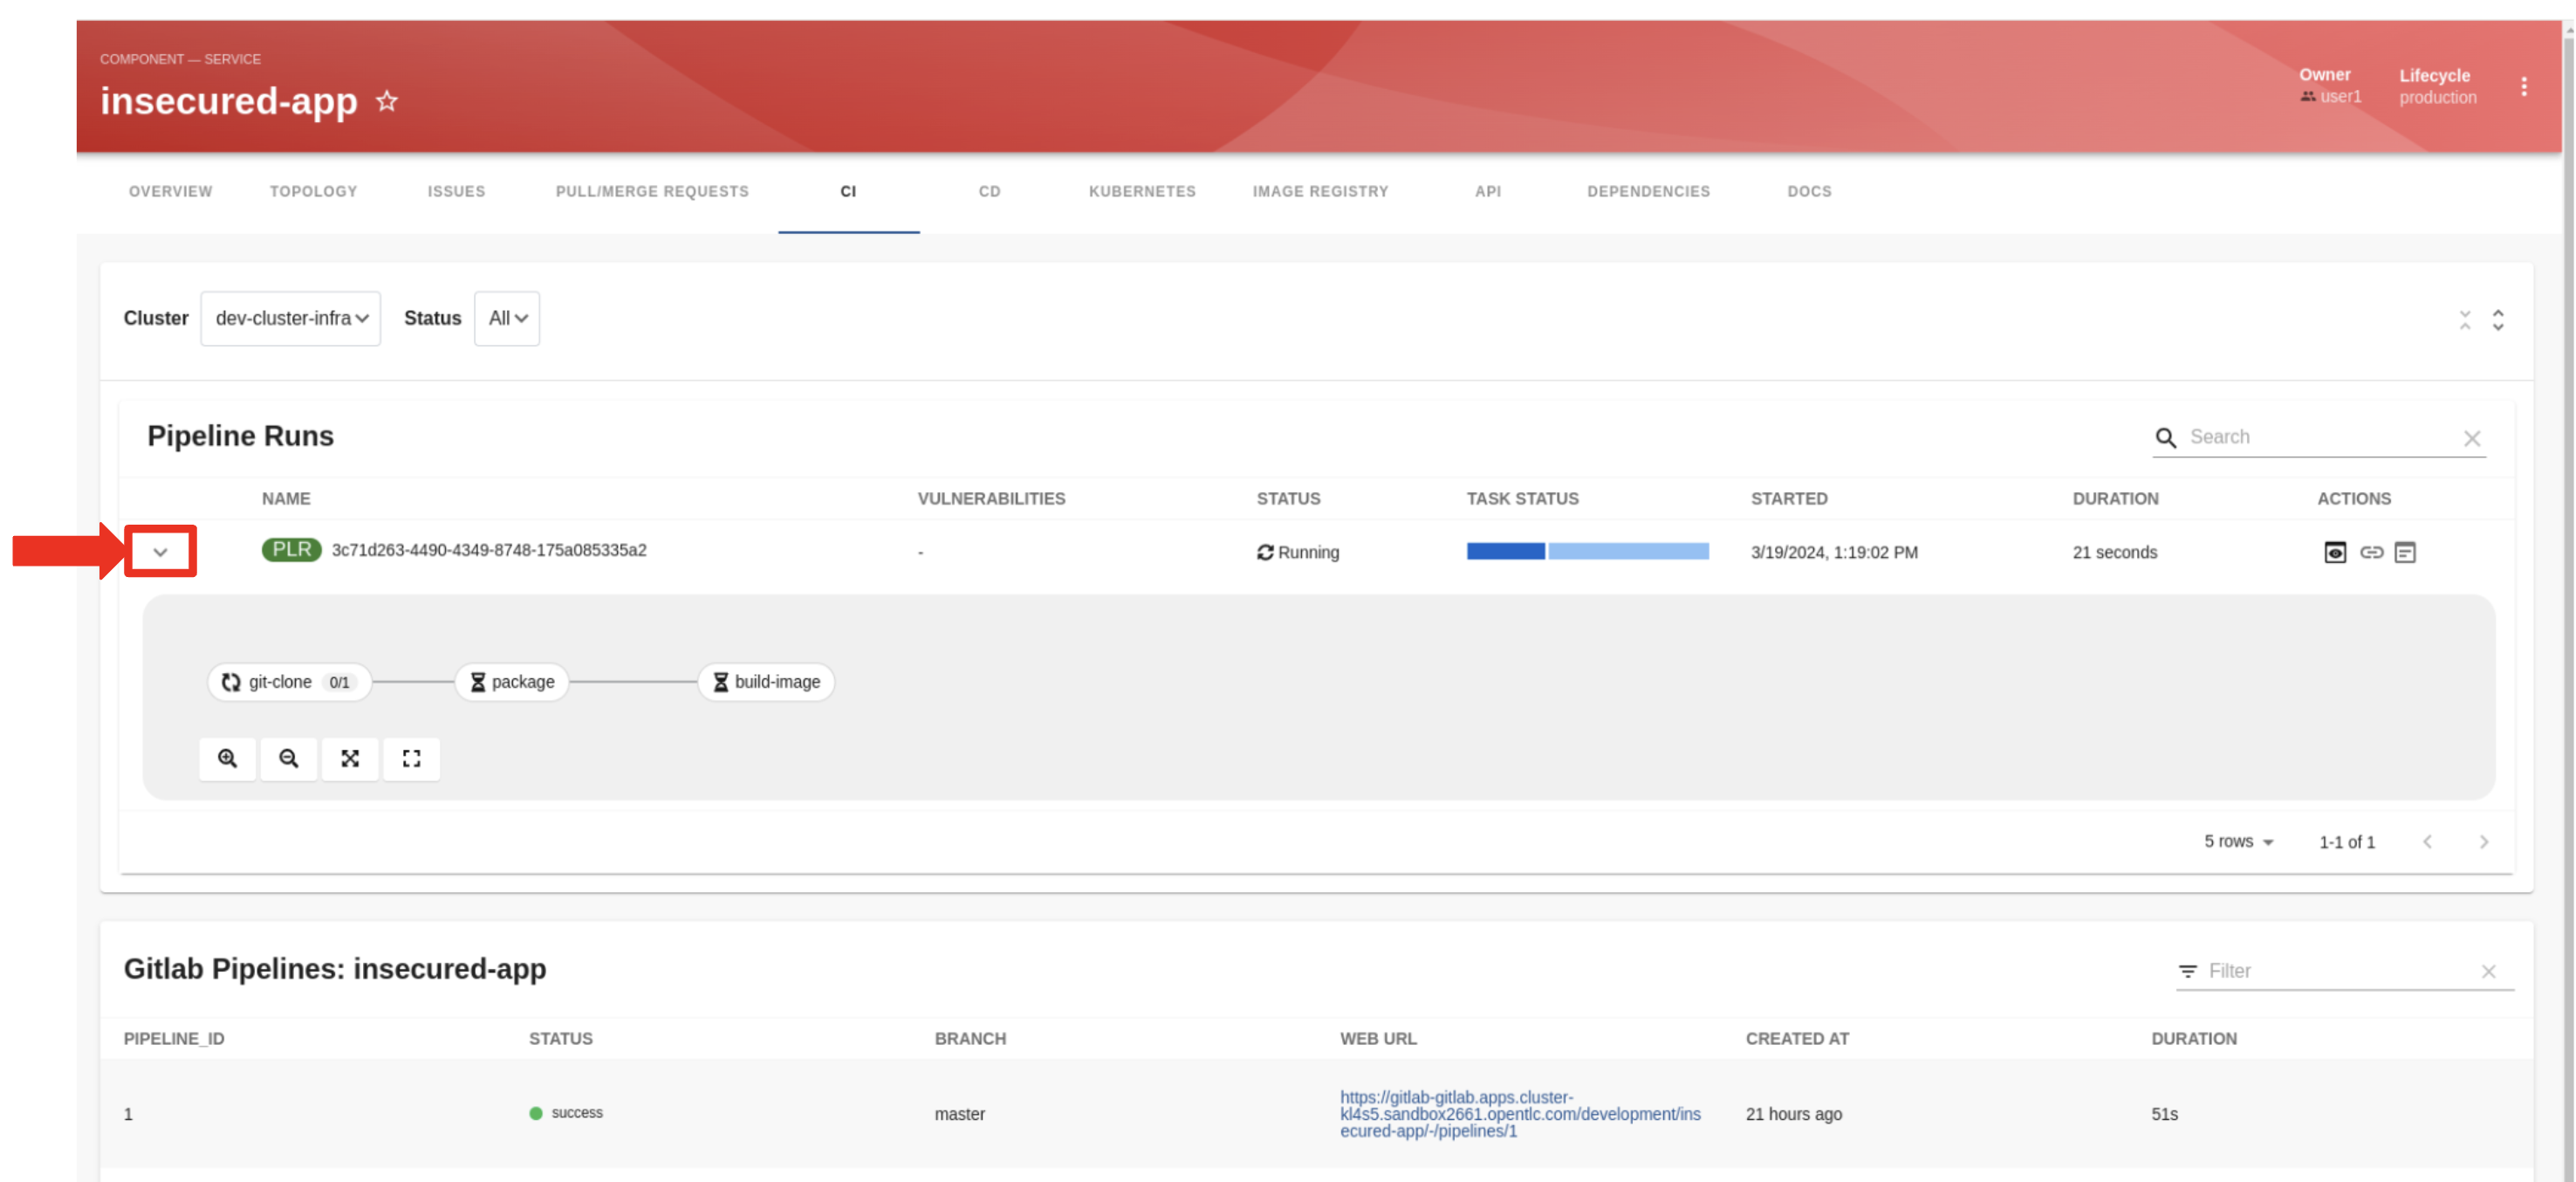 COMPONENT — SERVICE
insecured-app
Owner
user1
Lifecycle
production
OVERVIEW TOPOLOGY ISSUES PULL/MERGE REQUESTS CI CD KUBERNETES IMAGE REGISTRY API DEPENDENCIES DOCS
Cluster dev-cluster-infra Status All
Pipeline Runs
Search
NAME VULNERABILITIES STATUS TASK STATUS STARTED DURATION ACTIONS
PLR 3c71d263-4490-4349-8748-175a085335a2 - Running 3/19/2024, 1:19:02 PM 21 seconds
git-clone 0/1 package build-image
5 rows 1-1 of 1
Gitlab Pipelines: insecured-app
Filter
PIPELINE_ID STATUS BRANCH WEB URL CREATED AT DURATION
1 success master
https://gitlab-gitlab.apps.cluster-
kl4s5.sandbox2661.opentlc.com/development/ins
ecured-app/-/pipelines/1
21 hours ago 51s